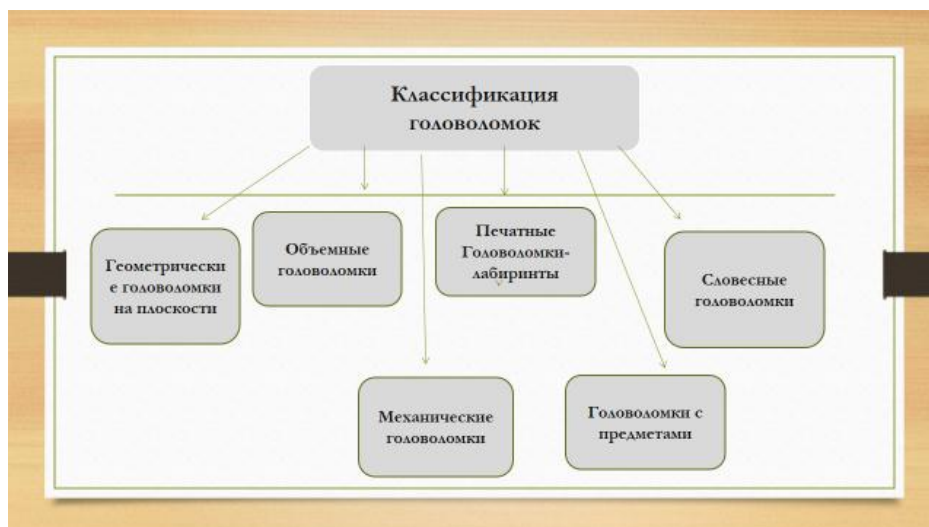 Классификация
головоломок
Геометрически
е головоломки
на плоскости
Объемные
головоломки
Печатные
Головоломки-
лабиринты
Словесные
головоломки
Механические
головоломки
Головоломки с
предметами